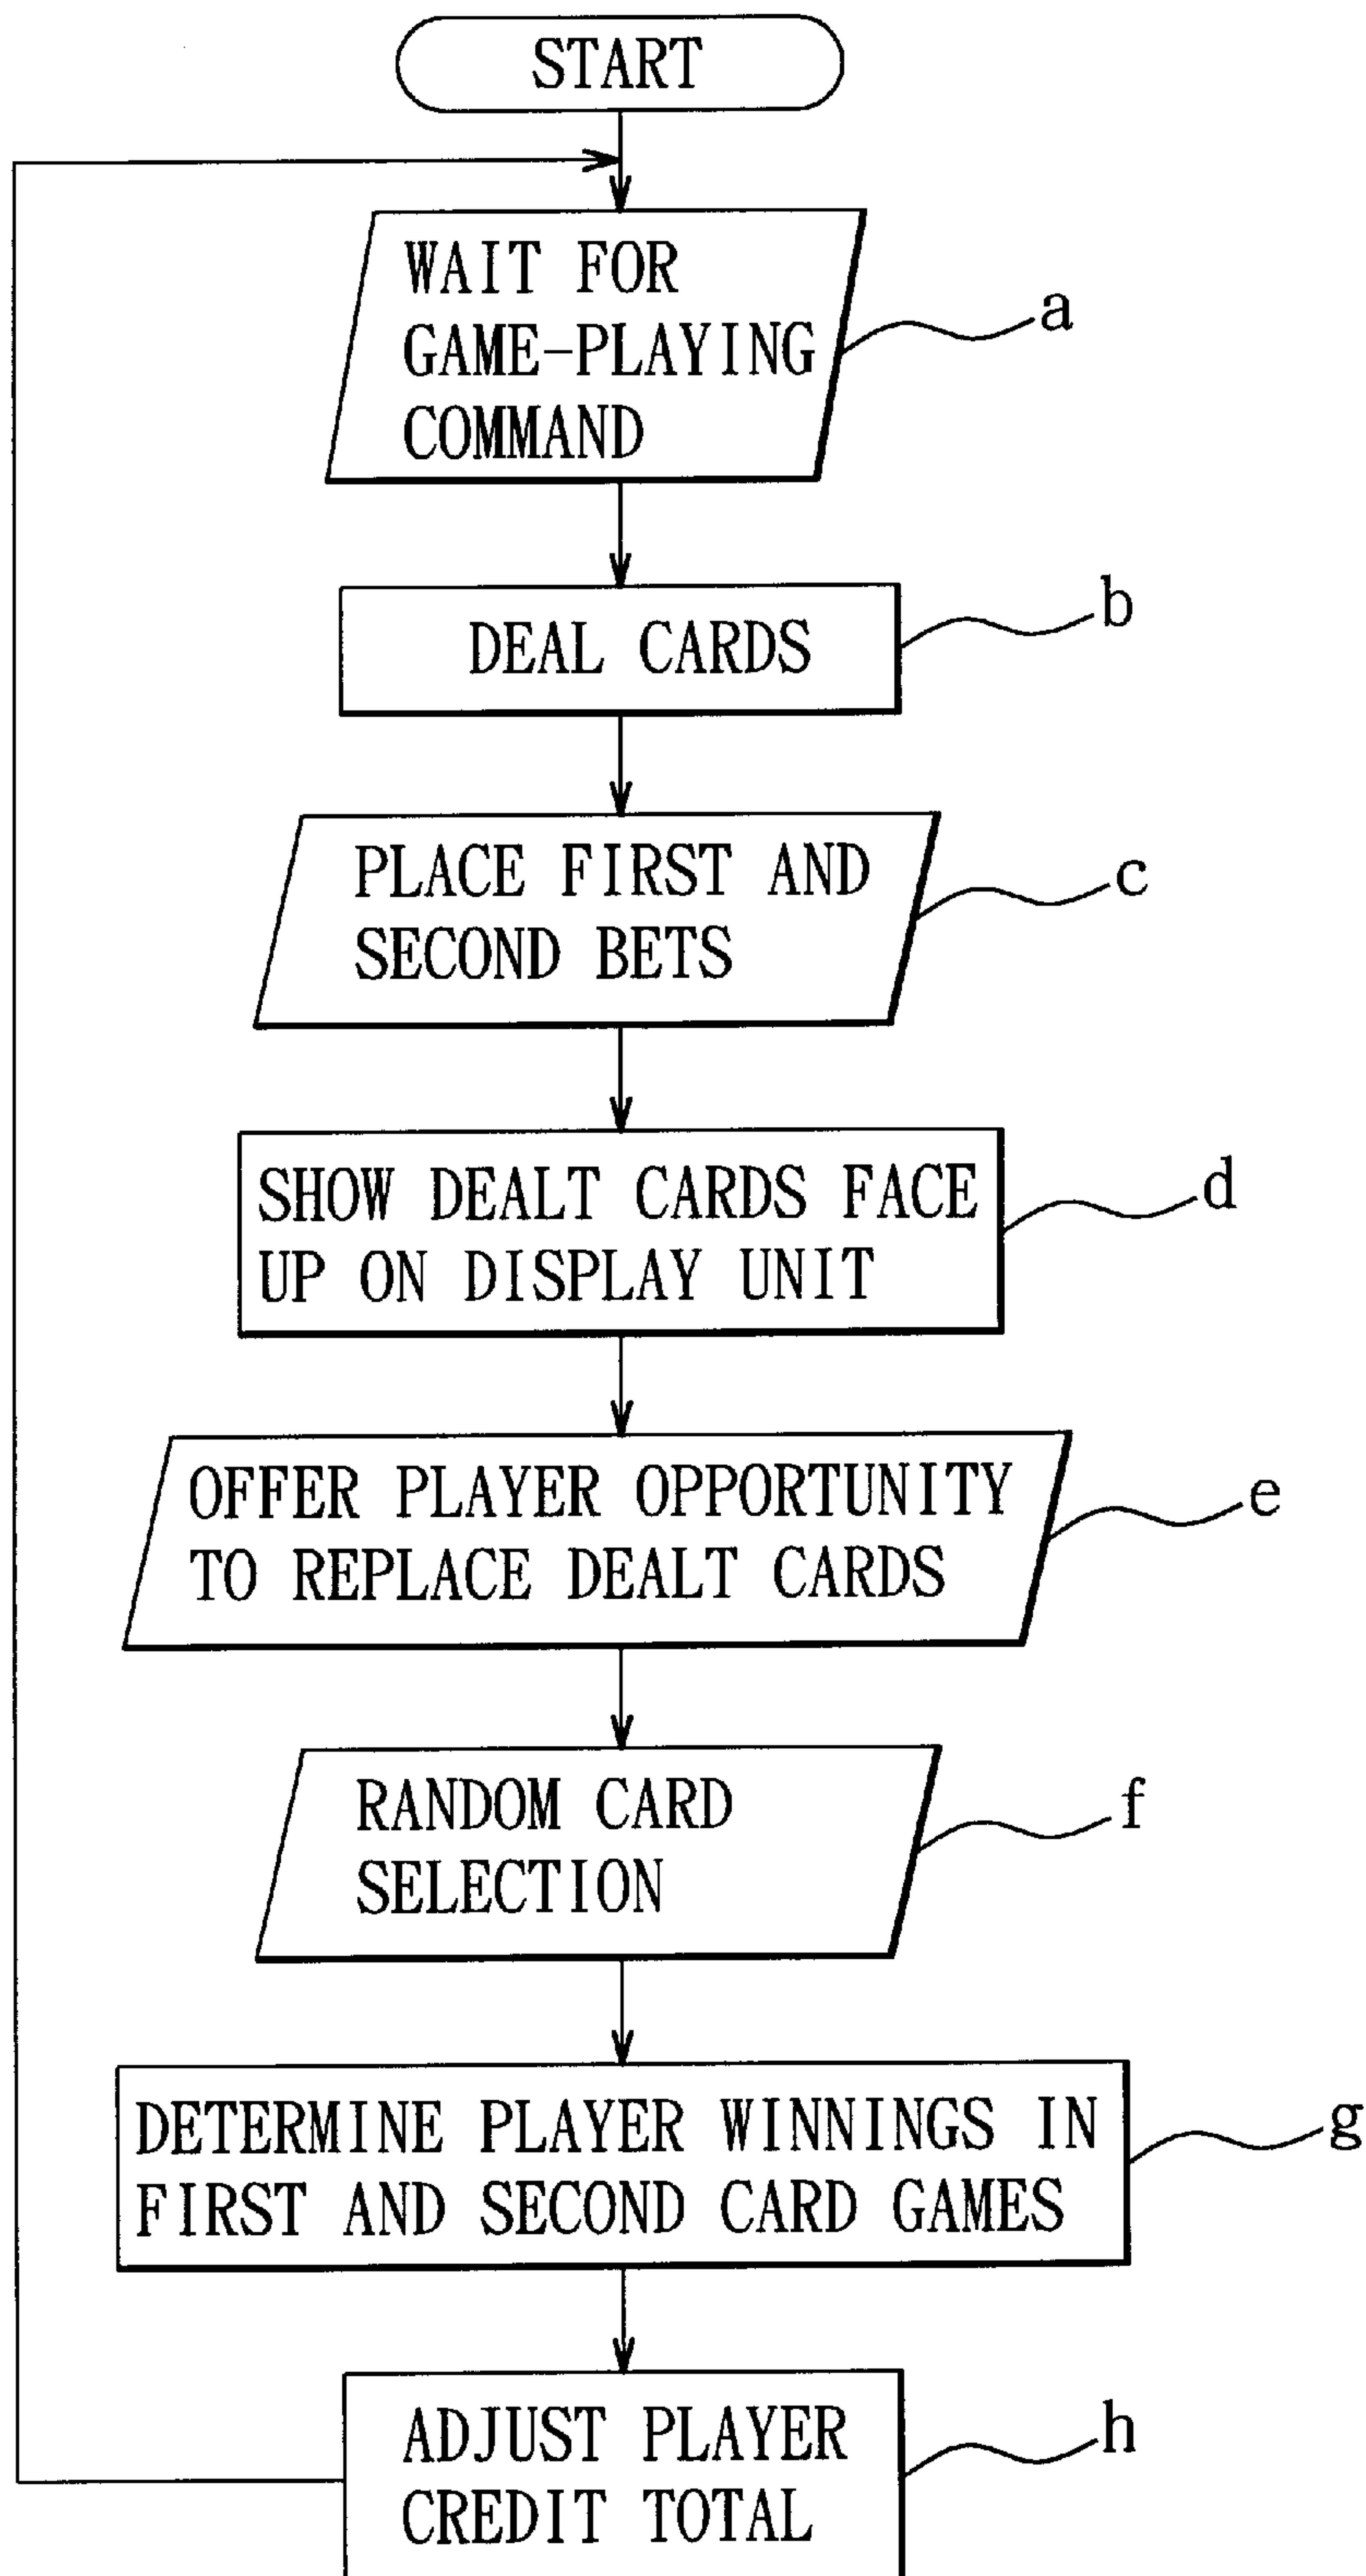 START
WAIT FOR
GAME-PLAYING
COMMAND
a
DEAL CARDS
b
PLACE FIRST AND
SECOND BETS
c
SHOW DEALT CARDS FACE
UP ON DISPLAY UNIT
d
OFFER PLAYER OPPORTUNITY
TO REPLACE DEALT CARDS
e
RANDOM CARD
SELECTION
f
DETERMINE PLAYER WINNINGS IN
FIRST AND SECOND CARD GAMES
g
ADJUST PLAYER
CREDIT TOTAL
h